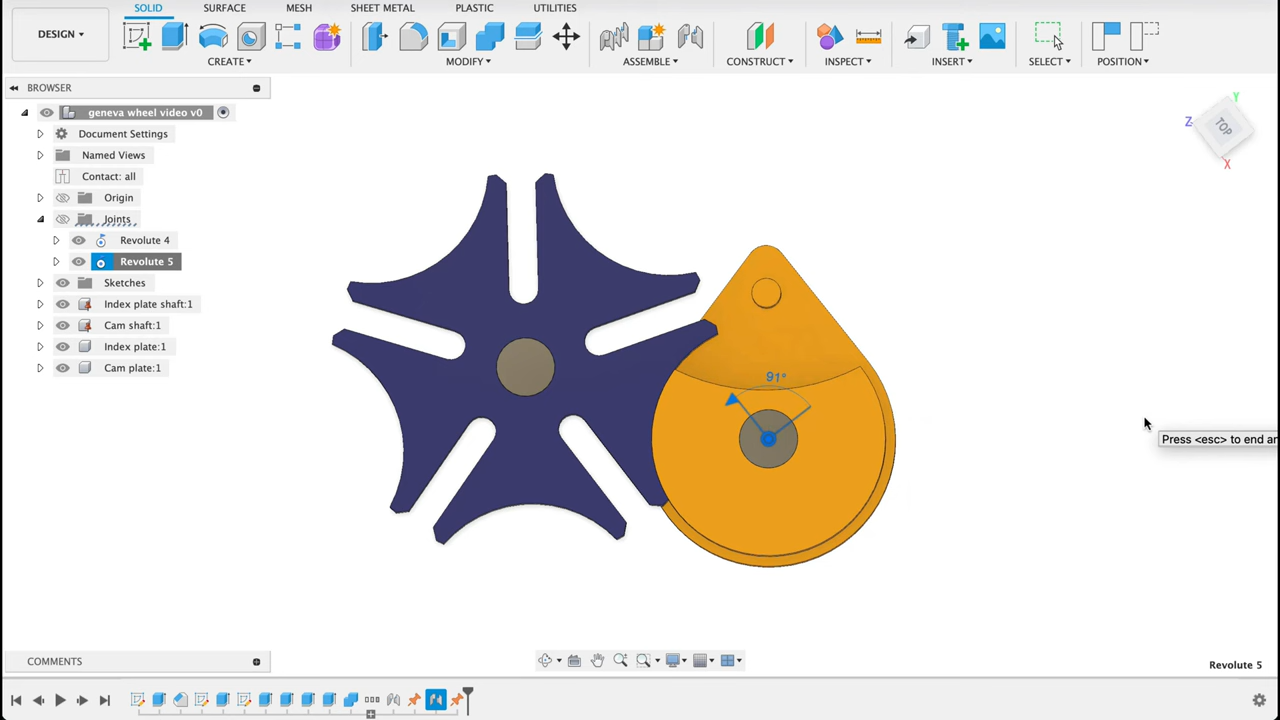 SOLID SURFACE MESH SHEET METAL PLASTIC UTILITIES
DESIGN
CREATE MODIFY ASSEMBLE CONSTRUCT INSPECT INSERT SELECT POSITION
BROWSER
geneva wheel video v0
Document Settings
Named Views
Contact: all
Origin
Joints
Revolute 4
Revolute 5
Sketches
Index plate shaft:1
Cam shaft:1
Index plate:1
Cam plate:1
Y
Z
TOP
X
91°
Press <esc> to end an
COMMENTS
Revolute 5